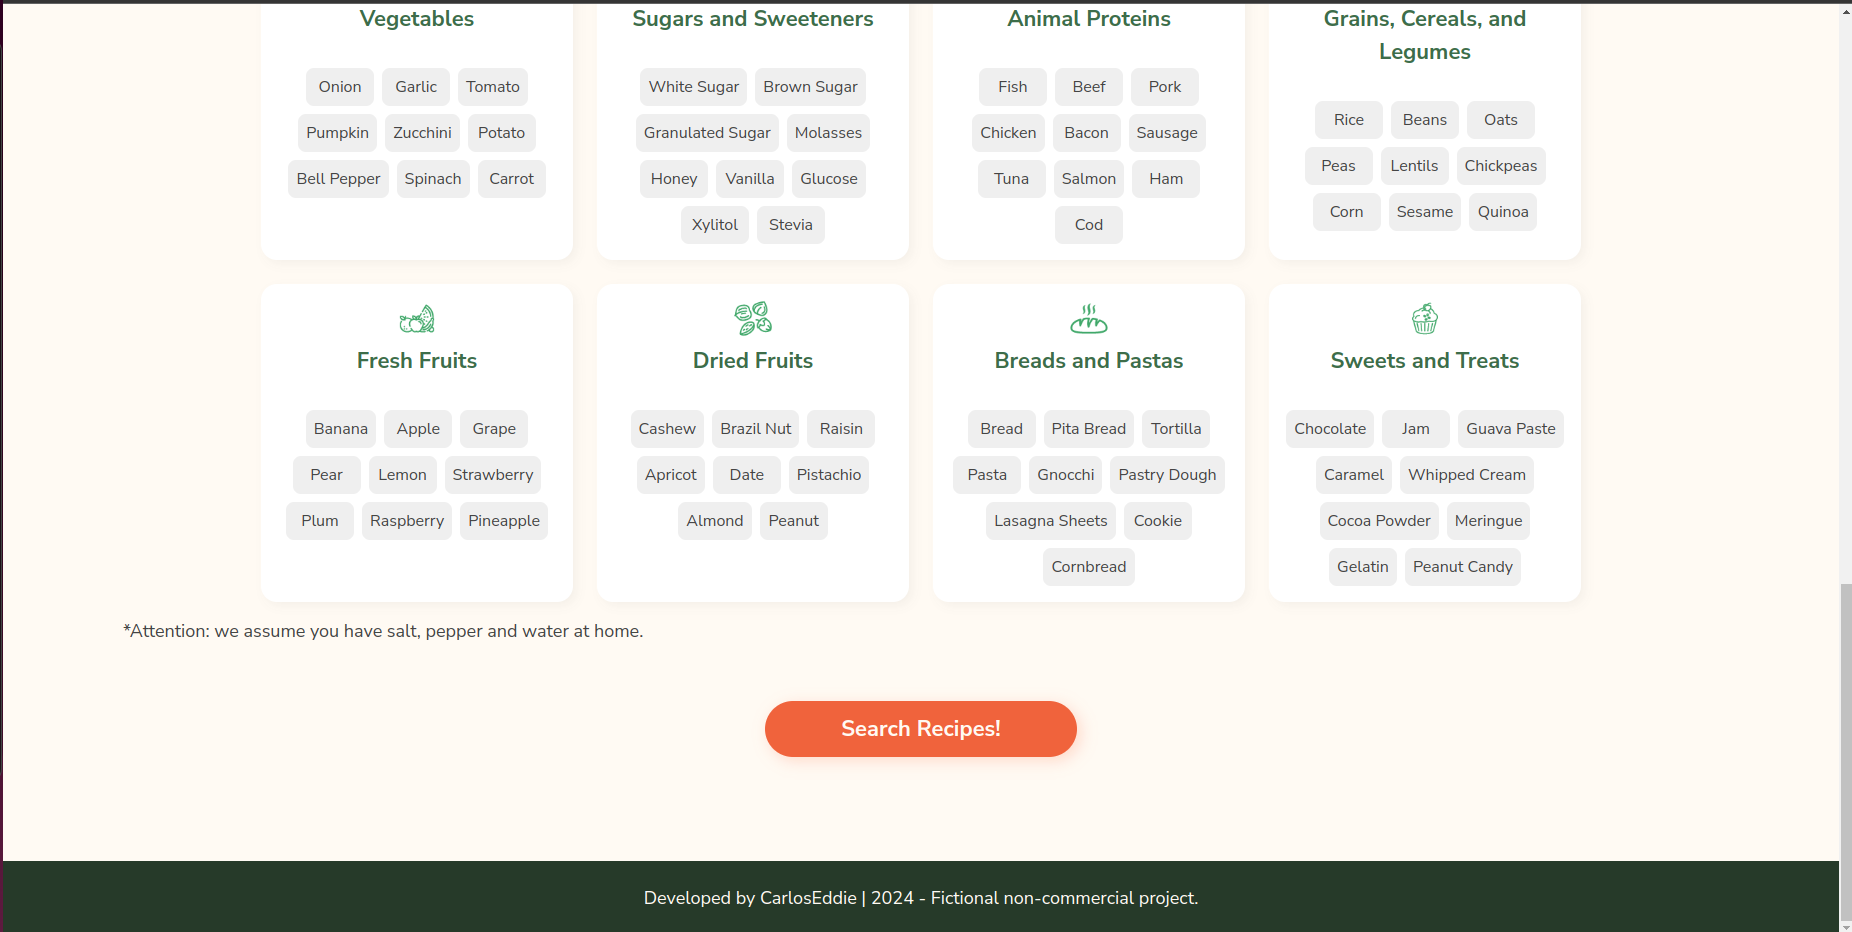 Vegetables
Onion Garlic Tomato
Pumpkin Zucchini Potato
Bell Pepper Spinach Carrot
Sugars and Sweeteners
White Sugar Brown Sugar
Granulated Sugar Molasses
Honey Vanilla Glucose
Xylitol Stevia
Animal Proteins
Fish Beef Pork
Chicken Bacon Sausage
Tuna Salmon Ham
Cod
Grains, Cereals, and
Legumes
Rice Beans Oats
Peas Lentils Chickpeas
Corn Sesame Quinoa
Fresh Fruits
Banana Apple Grape
Pear Lemon Strawberry
Plum Raspberry Pineapple
Dried Fruits
Cashew Brazil Nut Raisin
Apricot Date Pistachio
Almond Peanut
Breads and Pastas
Bread Pita Bread Tortilla
Pasta Gnocchi Pastry Dough
Lasagna Sheets Cookie
Cornbread
Sweets and Treats
Chocolate Jam Guava Paste
Caramel Whipped Cream
Cocoa Powder Meringue
Gelatin Peanut Candy
*Attention: we assume you have salt, pepper and water at home.
Search Recipes!
Developed by CarlosEddie | 2024 - Fictional non-commercial project.